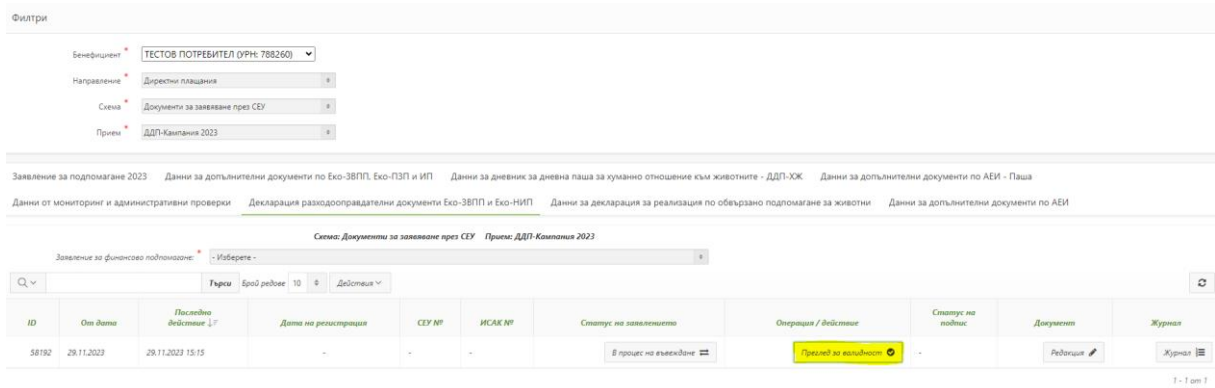 Филтри
Бенефициент * ТЕСТОВ ПОТРЕБИТЕЛ (УРН: 788260)
Направление * Директни плащания
Схема * Документи за заявяване през СЕУ
Прием * ДДП-Кампания 2023
Заявление за подпомагане 2023 Данни за допълнителни документи по Еко-ЗВПП, Еко-ПЗП и ИП Данни за дневник за дневна паша за хуманно отношение към животните - ДДП-ХЖ Данни за допълнителни документи по АЕИ - Паша
Данни от мониторинг и административни проверки Декларация разходооправдателни документи Еко-ЗВПП и Еко-НИП Данни за декларация за реализация по обвързано подпомагане за животни Данни за допълнителни документи по АЕИ
Схема: Документи за заявяване през СЕУ Прием: ДДП-Кампания 2023
Заявление за финансово подпомагане: * - Изберете -
Търси Брой редове 10 Действия
ID От дата Последно действие Дата на регистрация СЕУ № ИСАК № Статус на заявлението Операция / действие Статус на подпис Документ Журнал
58192 29.11.2023 29.11.2023 15:15 - - - В процес на въвеждане Преглед за валидност - Редакция Журнал
1 - 1 от 1